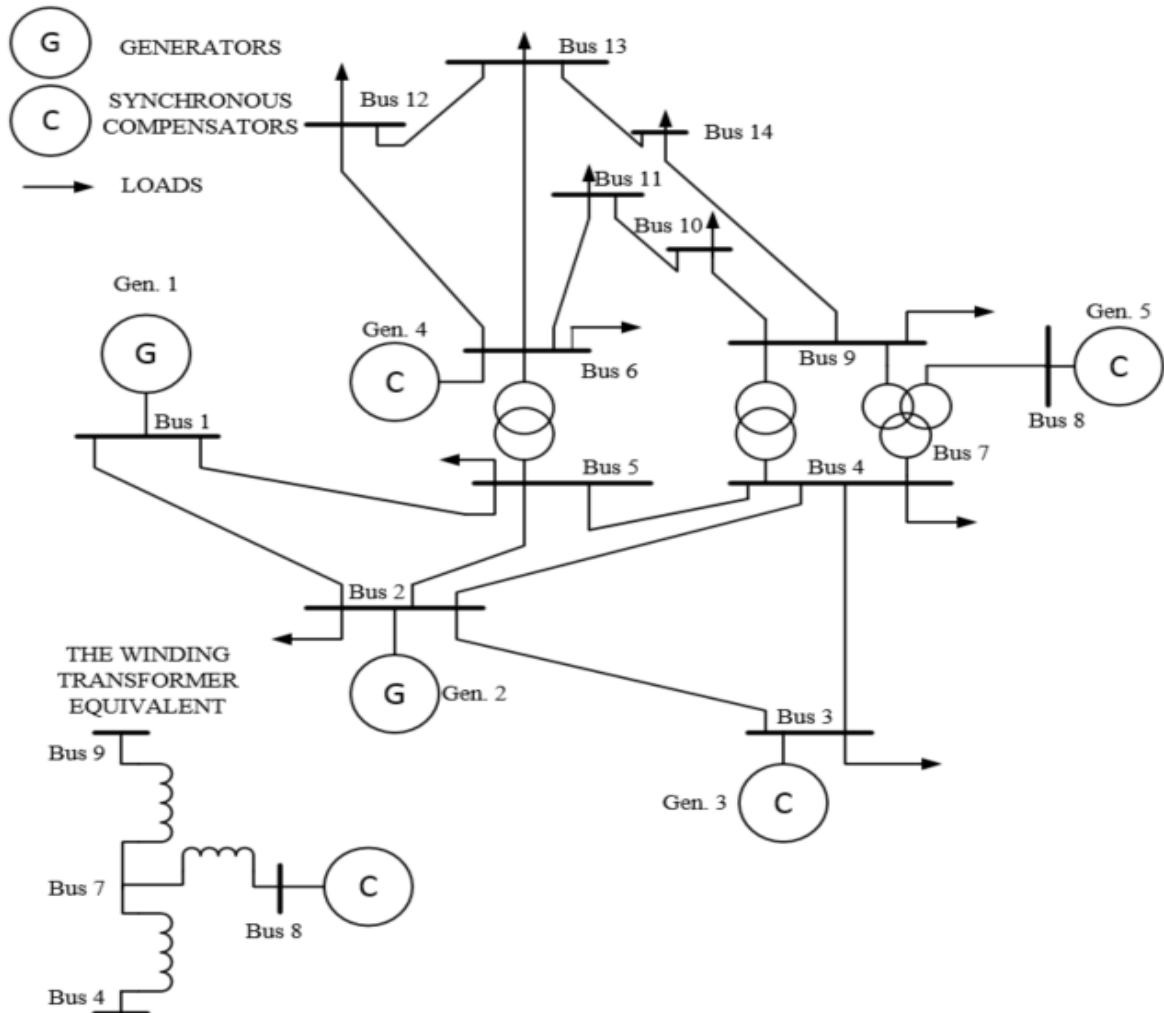 G
GENERATORS
C
SYNCHRONOUS
COMPENSATORS
LOADS
Bus 13
Bus 12
Bus 14
Bus 11
Bus 10
Gen. 1
G
Gen. 4
C
Bus 6
Bus 9
Gen. 5
C
Bus 8
Bus 1
Bus 5
Bus 4
Bus 7
Bus 2
G
Gen. 2
Bus 3
Gen. 3
C
THE WINDING
TRANSFORMER
EQUIVALENT
Bus 9
Bus 7
C
Bus 8
Bus 4